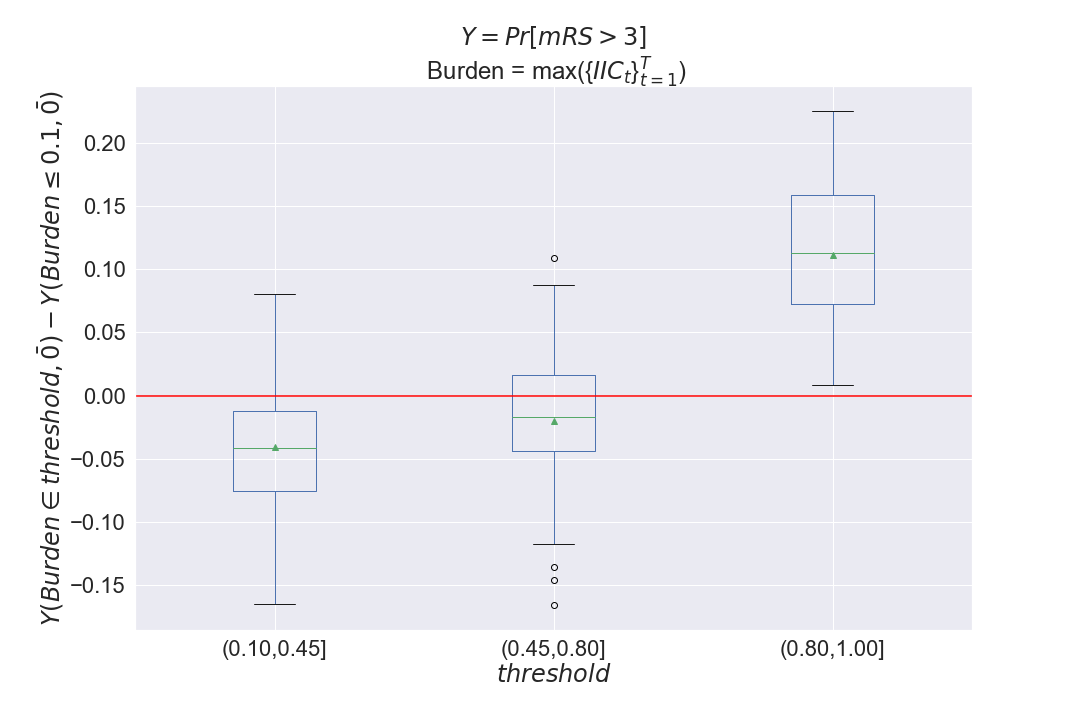 Y = Pr[mRS > 3]
Burden = max({IIC_t}_{t=1}^T)
Y(Burden ∈ threshold, 0̄) − Y(Burden ≤ 0.1, 0̄)
0.20
0.15
0.10
0.05
0.00
−0.05
−0.10
−0.15
(0.10,0.45] (0.45,0.80] (0.80,1.00]
threshold